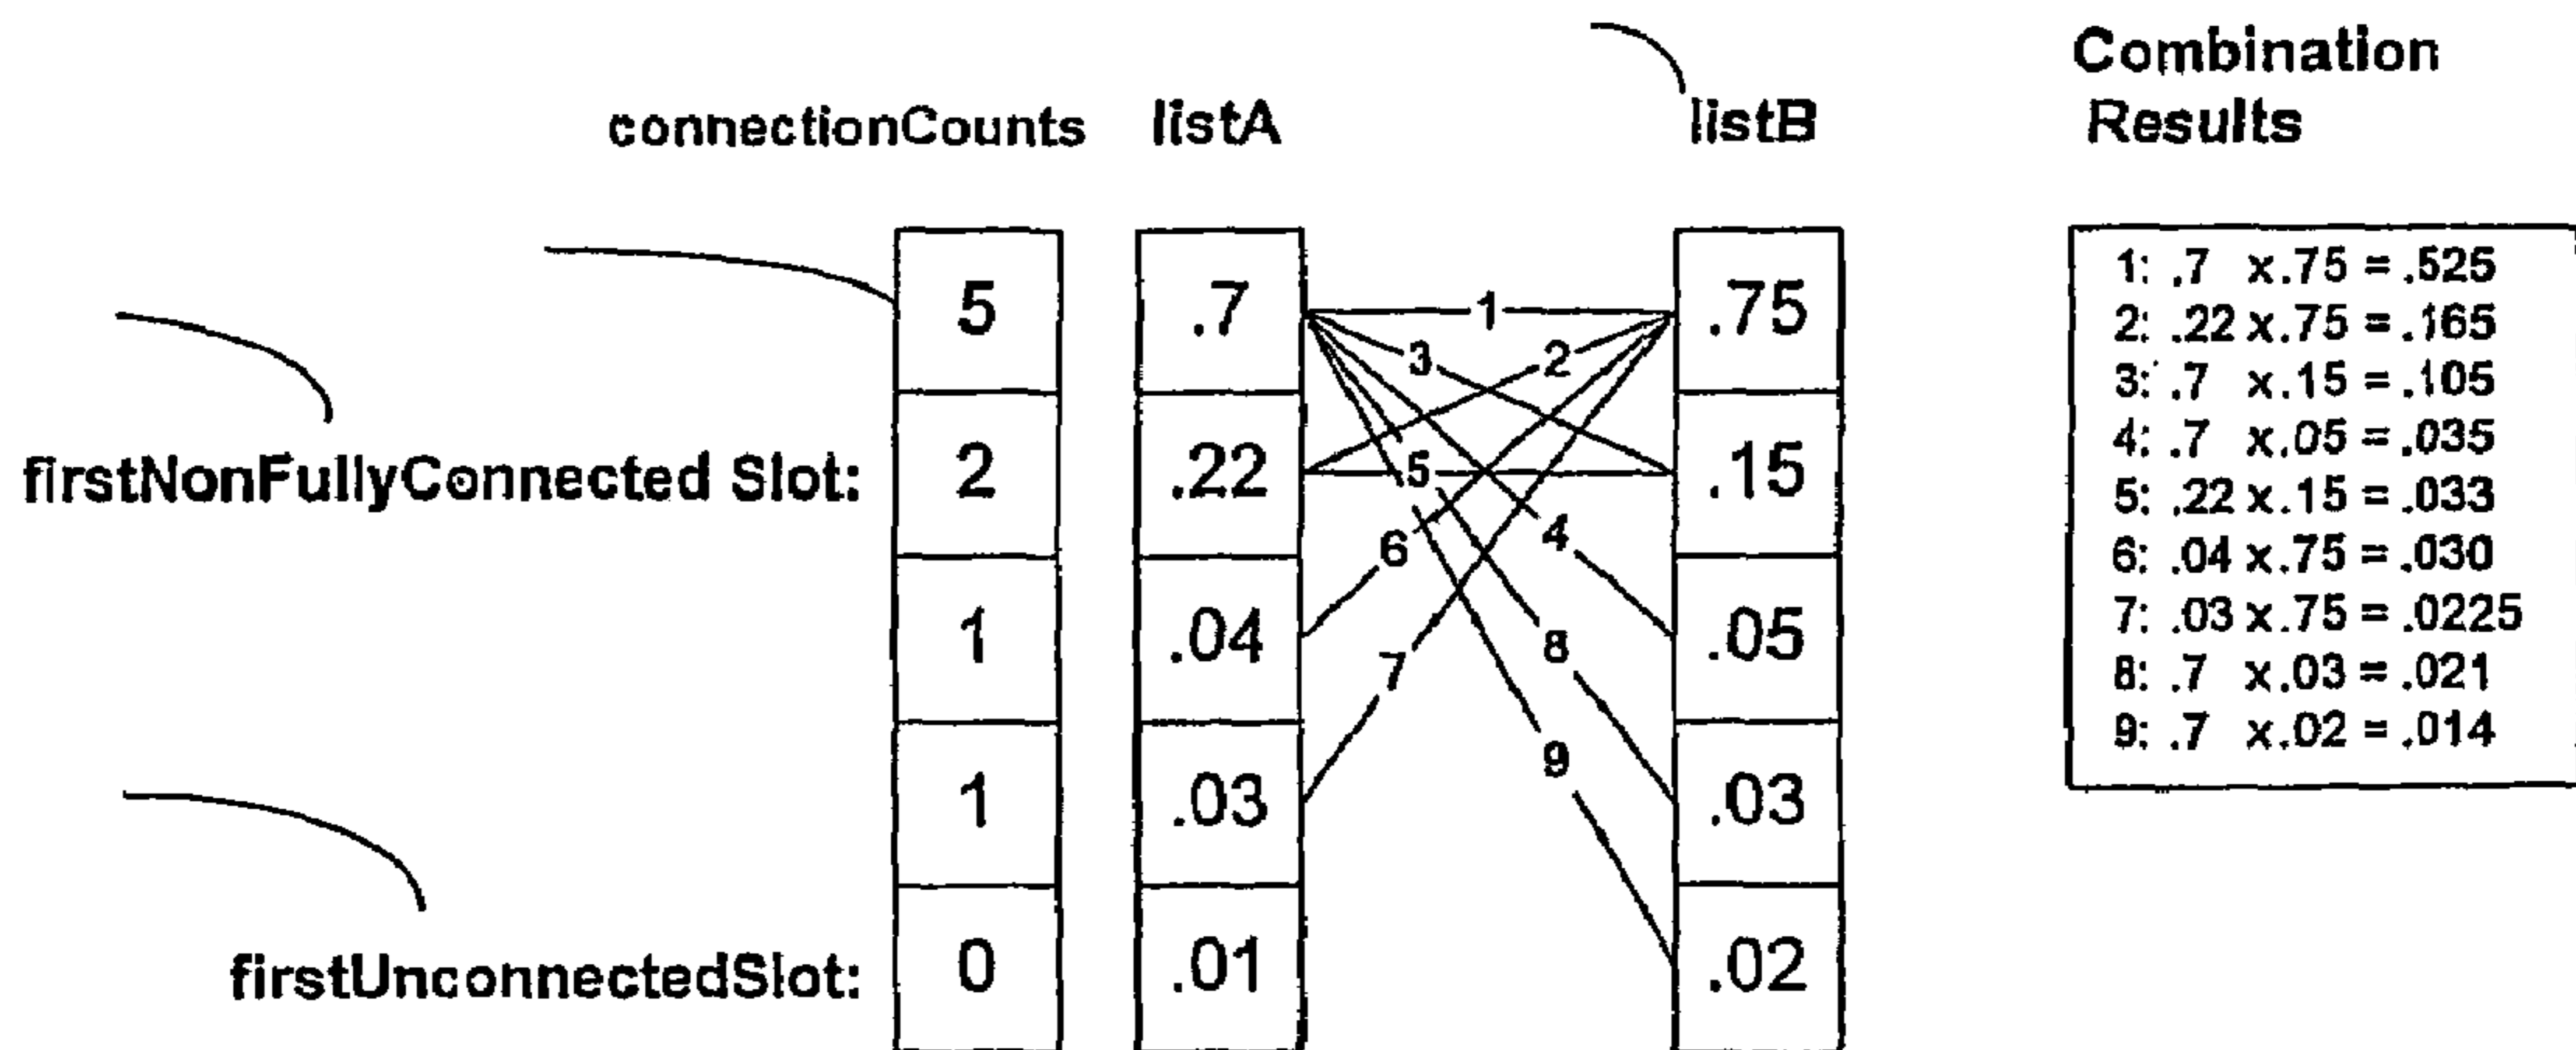 Combination
Results
connectionCounts listA listB
5 .7 1 .75
3 2
firstNonFullyConnected Slot: 2 .22 5 .15
6 4
1 .04 8 .05
7
1 .03 9 .03
firstUnconnectedSlot: 0 .01 .02
1: .7 x.75 = .525
2: .22 x.75 = .165
3: .7 x.15 = .105
4: .7 x.05 = .035
5: .22 x.15 = .033
6: .04 x.75 = .030
7: .03 x.75 = .0225
8: .7 x.03 = .021
9: .7 x.02 = .014